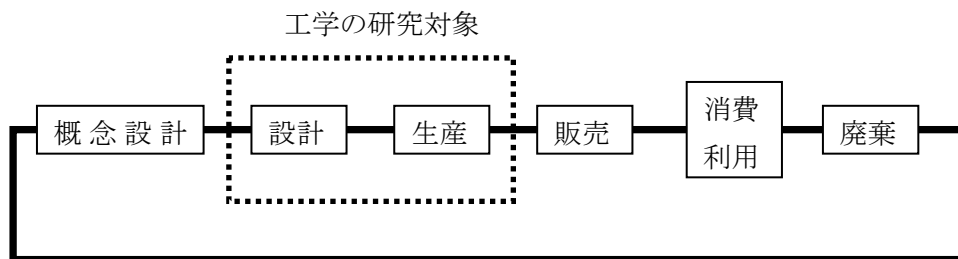 工学の研究対象
概念設計
設計
生産
販売
消費
利用
廃棄